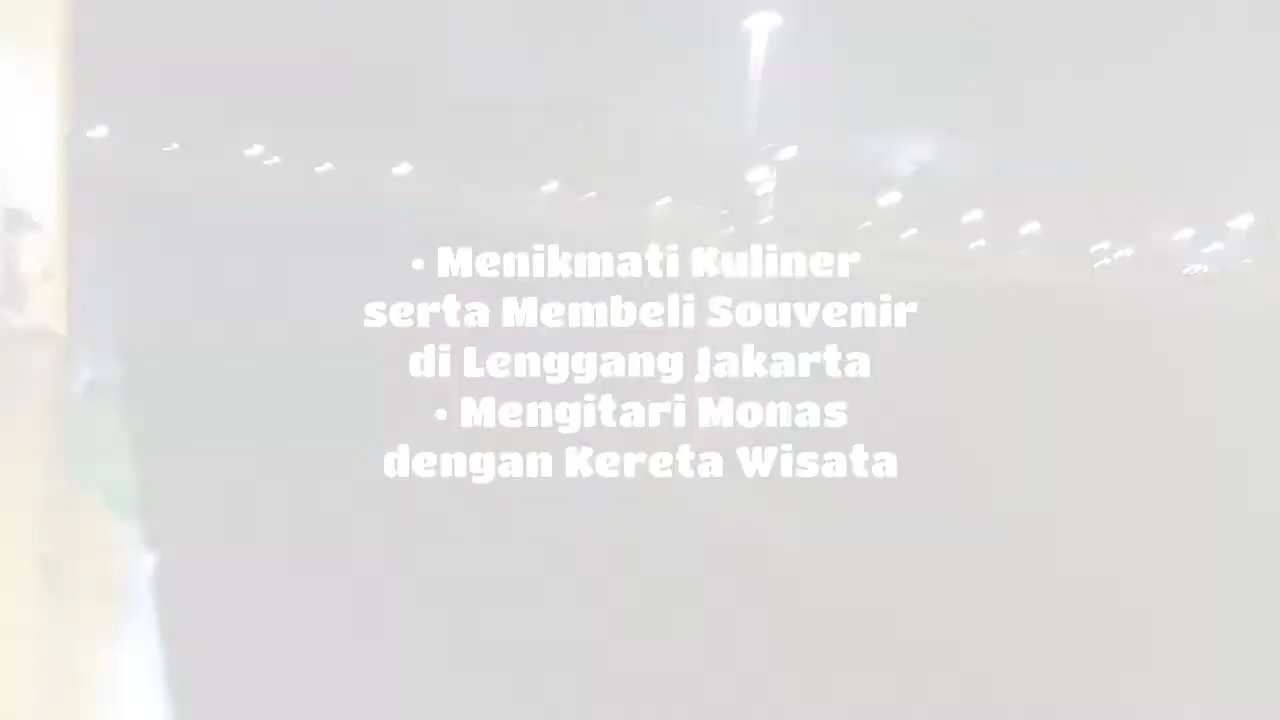 • Menikmati Kuliner
serta Membeli Souvenir
di Lenggang Jakarta
• Mengitari Monas
dengan Kereta Wisata